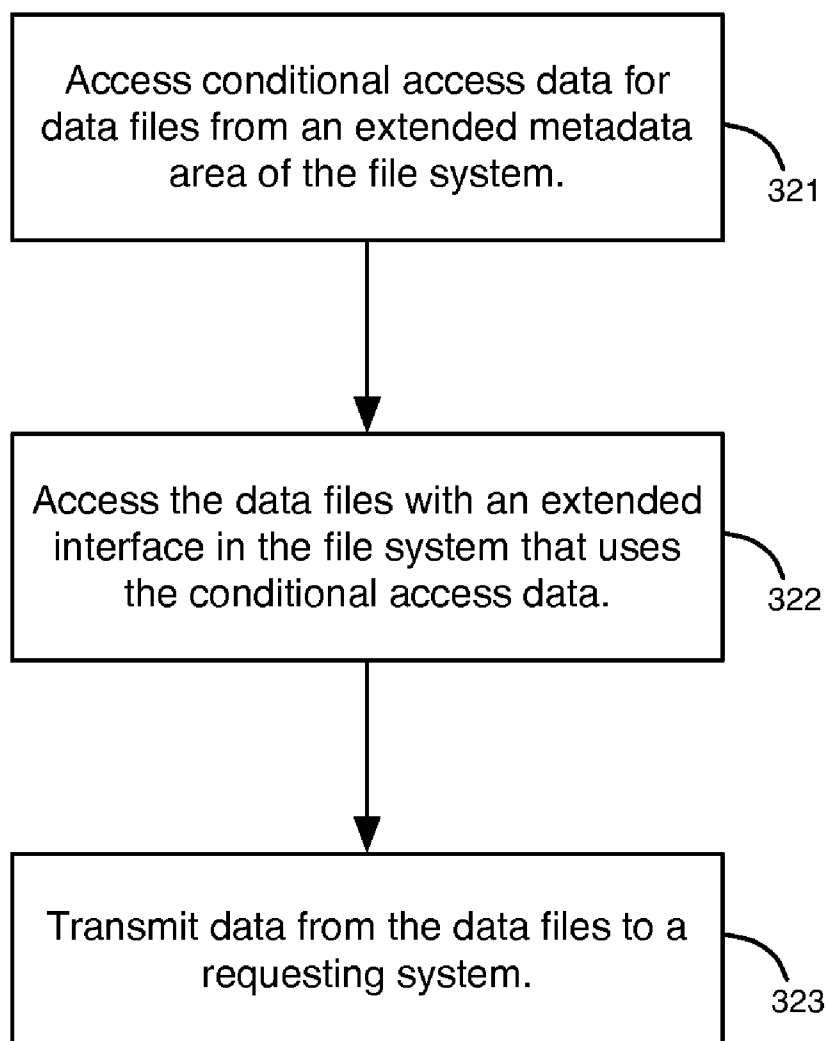 Access conditional access data for
data files from an extended metadata
area of the file system.
321
Access the data files with an extended
interface in the file system that uses
the conditional access data.
322
Transmit data from the data files to a
requesting system.
323